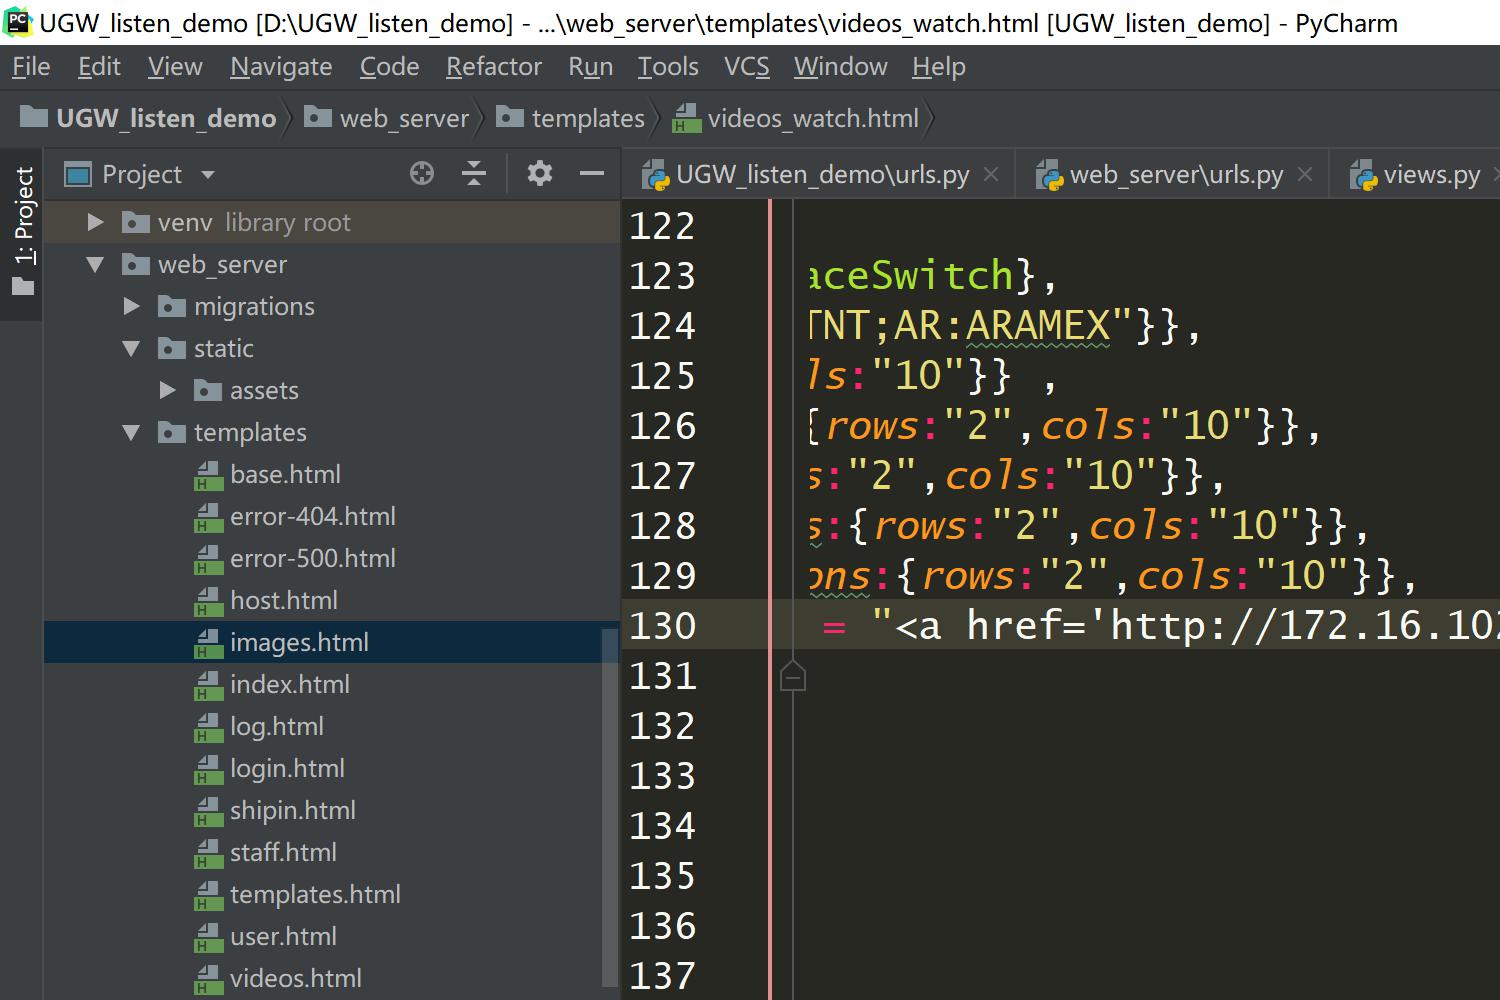 PC UGW_listen_demo [D:\UGW_listen_demo] - ...\web_server\templates\videos_watch.html [UGW_listen_demo] - PyCharm
File Edit View Navigate Code Refactor Run Tools VCS Window Help
UGW_listen_demo web_server templates H videos_watch.html
1: Project
Project
UGW_listen_demo\urls.py web_server\urls.py views.py
venv library root
web_server
migrations
static
assets
templates
H base.html
H error-404.html
H error-500.html
H host.html
H images.html
H index.html
H log.html
H login.html
H shipin.html
H staff.html
H templates.html
H user.html
H videos.html
122
123 aceSwitch},
124 TNT;AR:ARAMEX"}},
125 ls:"10"}} ,
126 {rows:"2",cols:"10"}},
127 s:"2",cols:"10"}},
128 s:{rows:"2",cols:"10"}},
129 ons:{rows:"2",cols:"10"}},
130 = "<a href='http://172.16.102
131
132
133
134
135
136
137